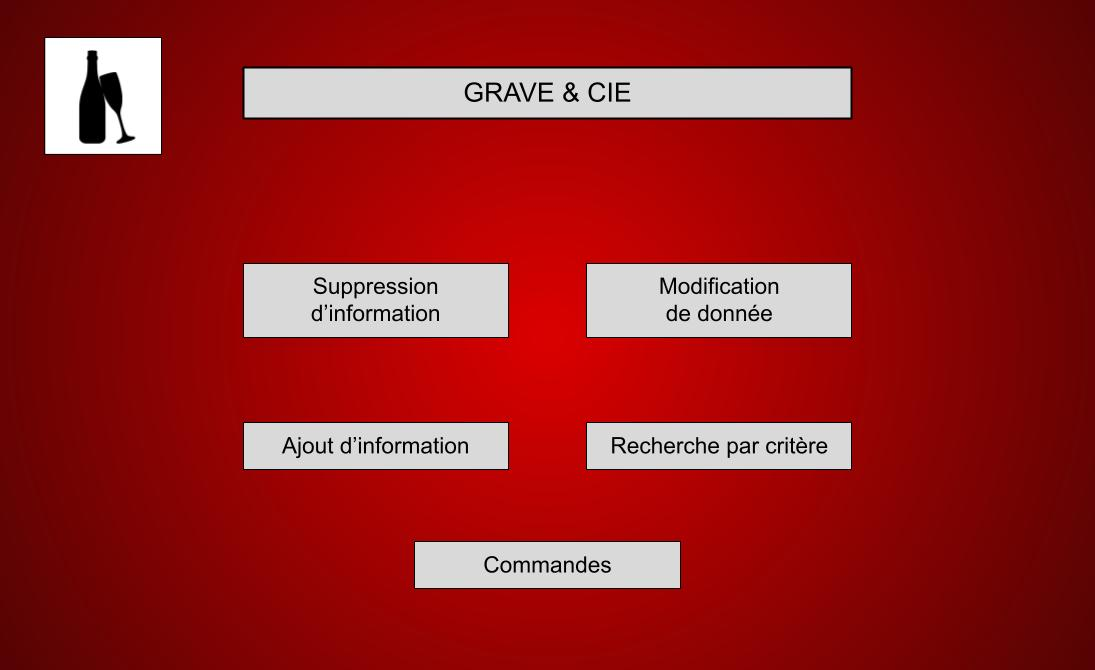 GRAVE & CIE
Suppression
d’information
Modification
de donnée
Ajout d’information
Recherche par critère
Commandes